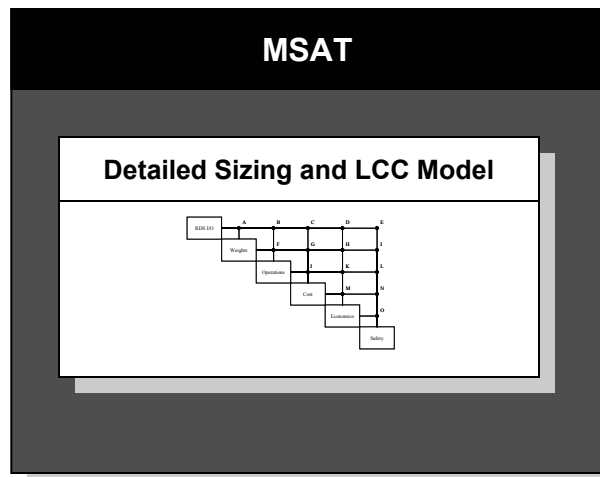 MSAT
Detailed Sizing and LCC Model
A B C D E
RDS I/O
F G H I
Weights
J K L
Operations
M N
Cost
O
Economics
Safety